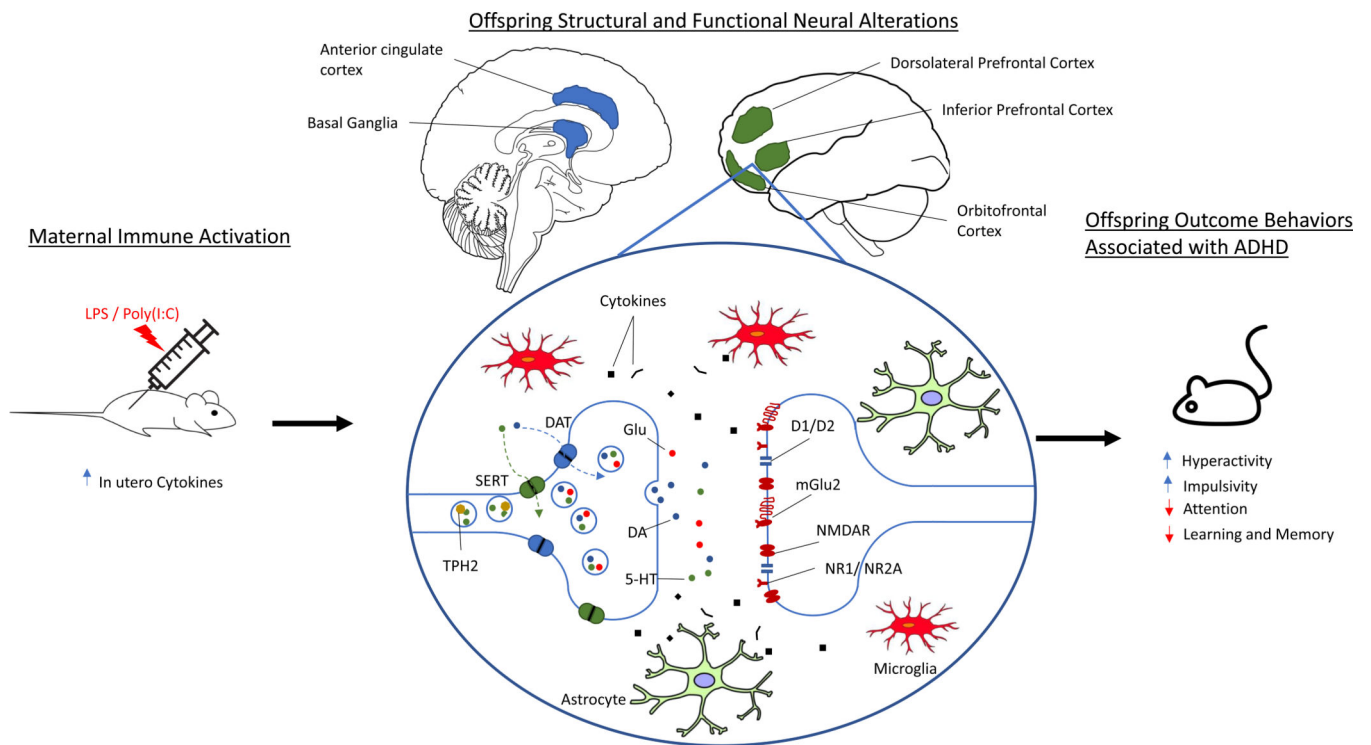 Offspring Structural and Functional Neural Alterations
Anterior cingulate
cortex
Basal Ganglia
Dorsolateral Prefrontal Cortex
Inferior Prefrontal Cortex
Orbitofrontal
Cortex
Maternal Immune Activation
LPS / Poly(I:C)
In utero Cytokines
Cytokines
DAT
SERT
TPH2
Glu
DA
5-HT
D1/D2
mGlu2
NMDAR
NR1/ NR2A
Microglia
Astrocyte
Offspring Outcome Behaviors
Associated with ADHD
Hyperactivity
Impulsivity
Attention
Learning and Memory